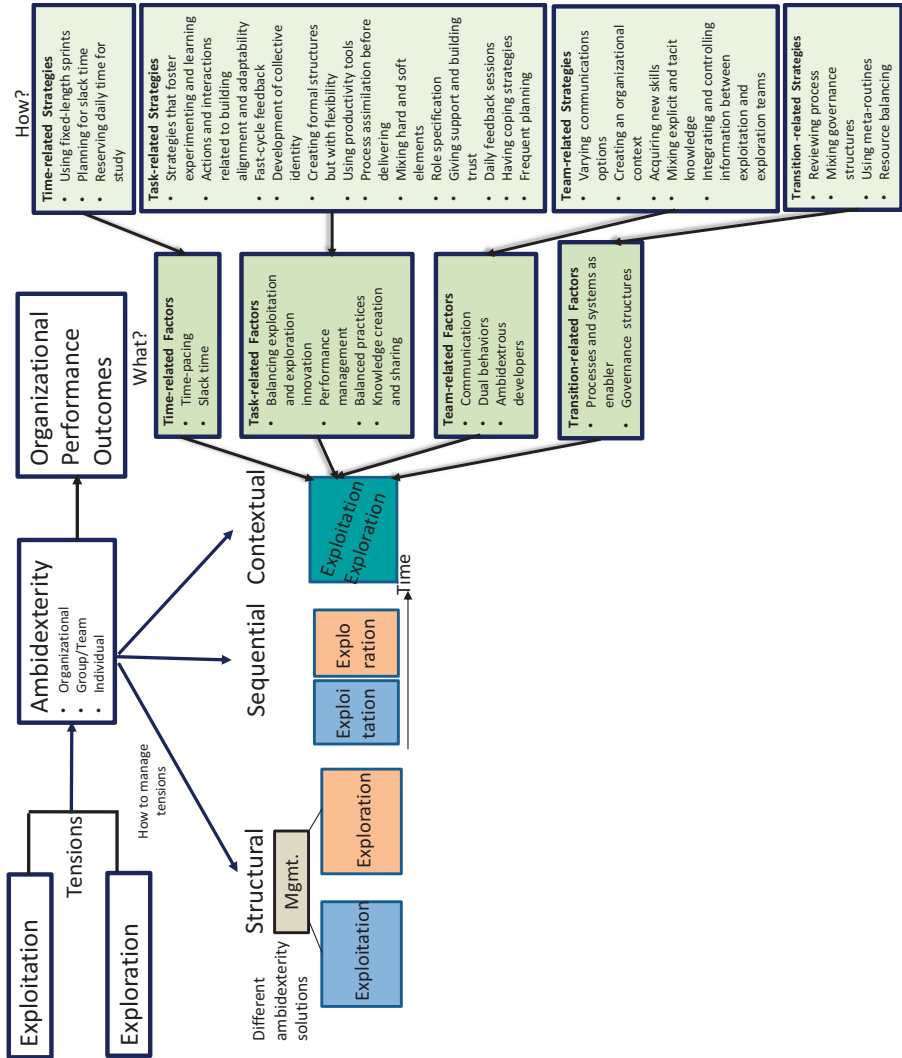 Exploitation
Exploration
Tensions
Ambidexterity
• Organizational
• Group/Team
• Individual
Organizational
Performance
Outcomes
How to manage
tensions
Different
ambidexterity
solutions
Structural
Mgmt.
Exploitation
Exploration
Sequential
Exploi
tation
Explo
ration
Contextual
Exploitation
Exploration
Time
What?
Time-related Factors
• Time-pacing
• Slack time
Task-related Factors
• Balancing exploitation
and exploration
innovation
• Performance
management
• Balanced practices
• Knowledge creation
and sharing
Team-related Factors
• Communication
• Dual behaviors
• Ambidextrous
developers
Transition-related Factors
• Processes and systems as
enabler
• Governance structures
How?
Time-related Strategies
• Using fixed-length sprints
• Planning for slack time
• Reserving daily time for
study
Task-related Strategies
• Strategies that foster
experimenting and learning
• Actions and interactions
related to building
alignment and adaptability
• Fast-cycle feedback
• Development of collective
identity
• Creating formal structures
but with flexibility
• Using productivity tools
• Process assimilation before
delivering
• Mixing hard and soft
elements
• Role specification
• Giving support and building
trust
• Daily feedback sessions
• Having coping strategies
• Frequent planning
Team-related Strategies
• Varying communications
options
• Creating an organizational
context
• Acquiring new skills
• Mixing explicit and tacit
knowledge
• Integrating and controlling
information between
exploitation and
exploration teams
Transition-related Strategies
• Reviewing process
• Mixing governance
structures
• Using meta-routines
• Resource balancing